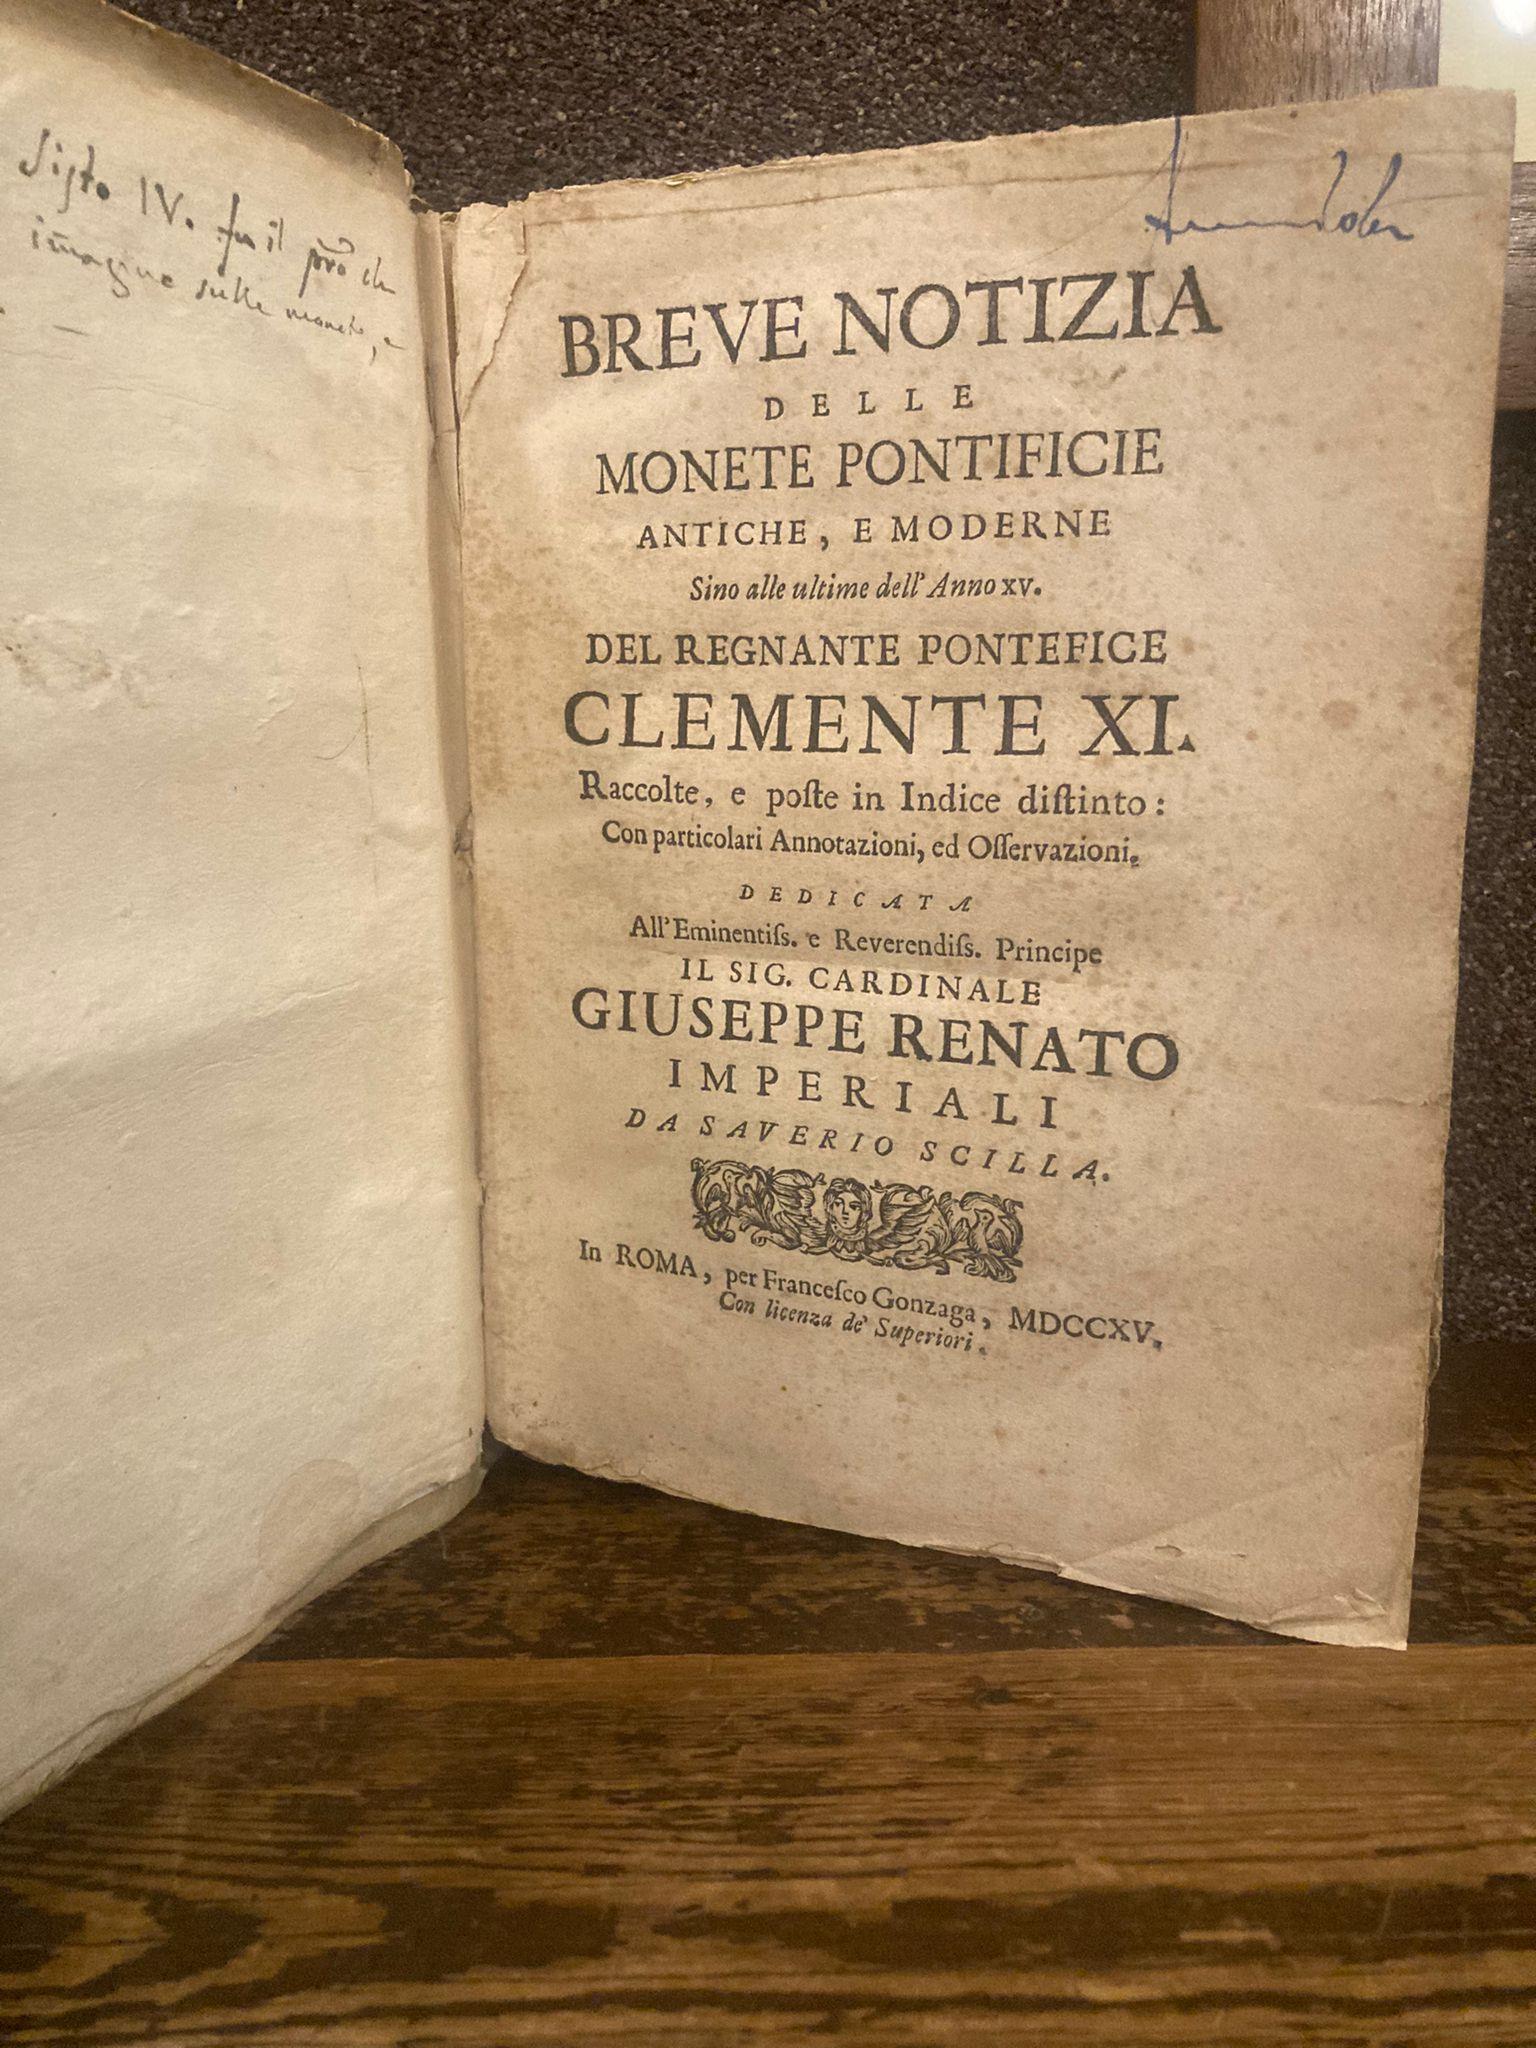 Sisto IV. fu il pr̃o che
imagine sulle monete, e
BREVE NOTIZIA
DELLE
MONETE PONTIFICIE
ANTICHE, E MODERNE
Sino alle ultime dell' Anno XV.
DEL REGNANTE PONTEFICE
CLEMENTE XI.
Raccolte, e poſte in Indice diſtinto:
Con particolari Annotazioni, ed Oſſervazioni.
DEDICATA
All' Eminentiſs. e Reverendiſs. Principe
IL SIG. CARDINALE
GIUSEPPE RENATO
IMPERIALI
DA SAVERIO SCILLA.
In ROMA, per Franceſco Gonzaga, MDCCXV.
Con licenza de' Superiori.